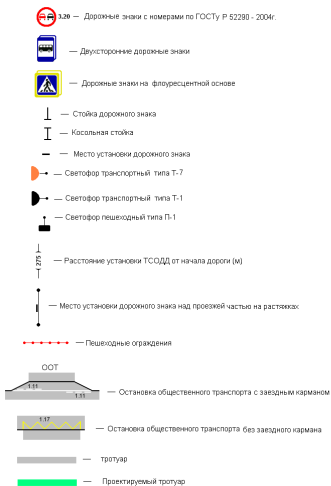 3.20 — Дорожные знаки с номерами по ГОСТу Р 52290 - 2004г.
— Двухсторонние дорожные знаки
— Дорожные знаки на флоуресцентной основе
— Стойка дорожного знака
— Косольная стойка
— Место установки дорожного знака
— Светофор транспортный типа Т-7
— Светофор транспортный типа Т-1
— Светофор пешеходный типа П-1
275 — Расстояние установки ТСОДД от начала дороги (м)
— Место установки дорожного знака над проезжей частью на растяжках
— Пешеходные ограждения
ООТ
1.11
1.11
— Остановка общественного транспорта с заездным карманом
1.17
— Остановка общественного транспорта без заездного кармана
— тротуар
— Проектируемый тротуар